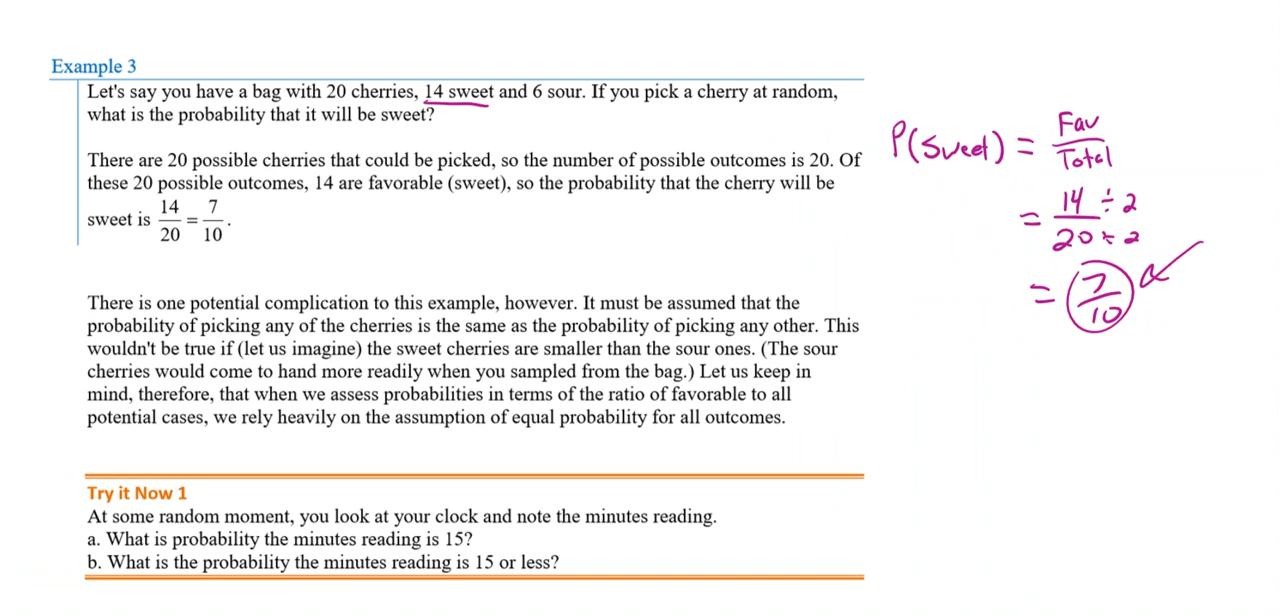 Example 3
Let's say you have a bag with 20 cherries, 14 sweet and 6 sour. If you pick a cherry at random,
what is the probability that it will be sweet?
There are 20 possible cherries that could be picked, so the number of possible outcomes is 20. Of
these 20 possible outcomes, 14 are favorable (sweet), so the probability that the cherry will be
sweet is 14/20 = 7/10.
There is one potential complication to this example, however. It must be assumed that the
probability of picking any of the cherries is the same as the probability of picking any other. This
wouldn't be true if (let us imagine) the sweet cherries are smaller than the sour ones. (The sour
cherries would come to hand more readily when you sampled from the bag.) Let us keep in
mind, therefore, that when we assess probabilities in terms of the ratio of favorable to all
potential cases, we rely heavily on the assumption of equal probability for all outcomes.
Try it Now 1
At some random moment, you look at your clock and note the minutes reading.
a. What is probability the minutes reading is 15?
b. What is the probability the minutes reading is 15 or less?
P(Sweet) = Fav/Total
= 14 ÷ 2 / 20 ÷ 2
= 7/10